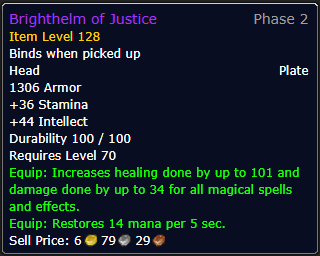 Brighthelm of Justice Phase 2
Item Level 128
Binds when picked up
Head Plate
1306 Armor
+36 Stamina
+44 Intellect
Durability 100 / 100
Requires Level 70
Equip: Increases healing done by up to 101 and
damage done by up to 34 for all magical spells
and effects.
Equip: Restores 14 mana per 5 sec.
Sell Price: 6 79 29